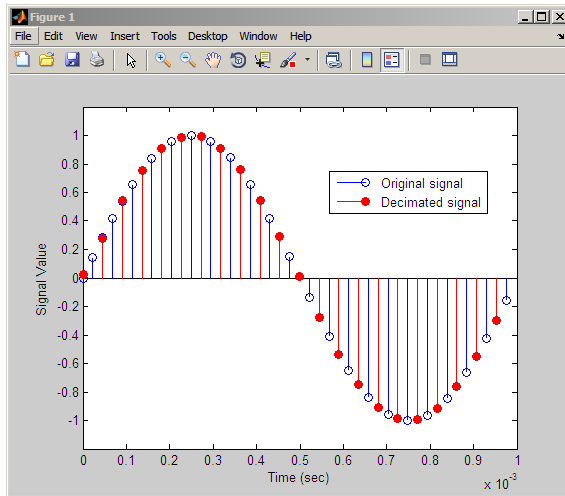 Figure 1
File Edit View Insert Tools Desktop Window Help
Original signal
Decimated signal
Signal Value
1
0.8
0.6
0.4
0.2
0
-0.2
-0.4
-0.6
-0.8
-1
0 0.1 0.2 0.3 0.4 0.5 0.6 0.7 0.8 0.9 1
Time (sec)
x 10^-3